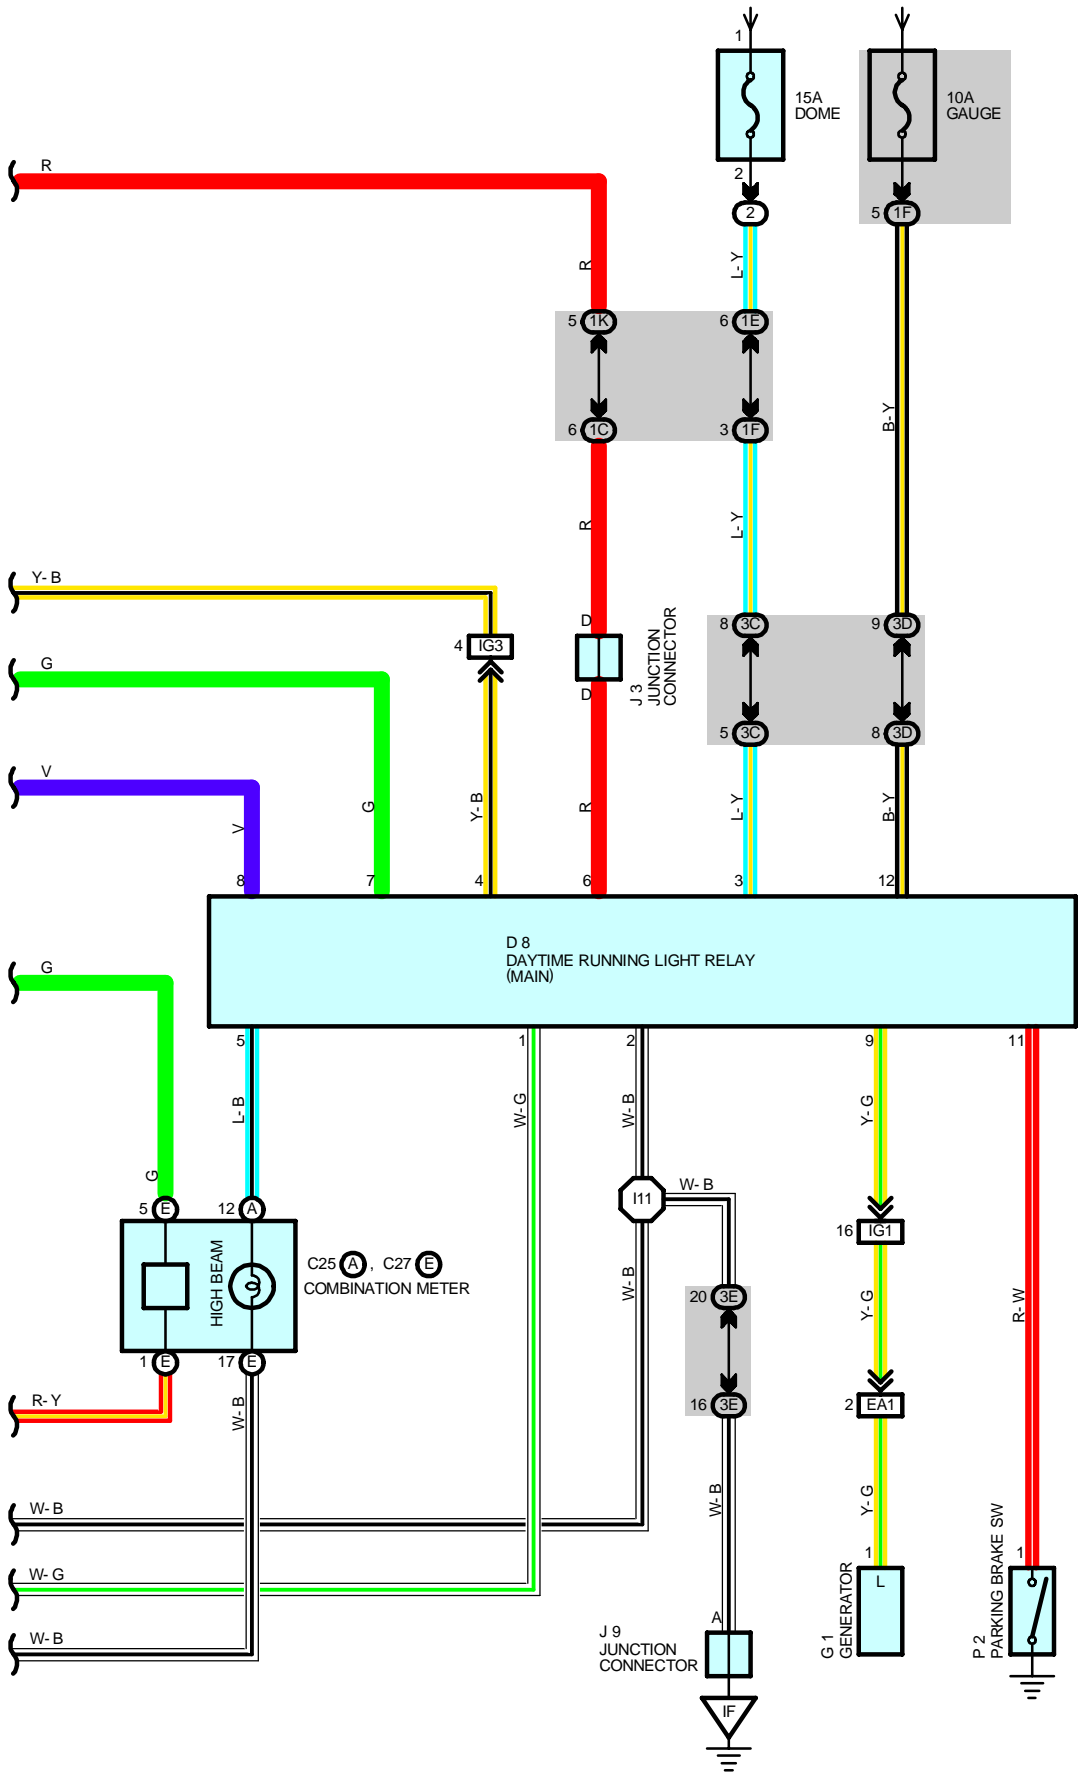 1
15A
DOME
10A
GAUGE
R
2
2
5 1F
R
L-Y
5 1K
6 1E
B-Y
6 1C
3 1F
R
L-Y
Y-B
D
8 3C
9 3D
G
4 IG3
J 3
JUNCTION
CONNECTOR
D
5 3C
8 3D
V
V
G
Y-B
R
L-Y
B-Y
8
7
4
6
3
12
D 8
DAYTIME RUNNING LIGHT RELAY
(MAIN)
G
5
1
2
9
11
L-B
W-G
W-B
Y-G
G
W-B
5 E
12 A
I11
16 IG1
HIGH BEAM
C25 A , C27 E
COMBINATION METER
W-B
20 3E
Y-G
R-W
1 E
17 E
R-Y
W-B
16 3E
2 EA1
W-B
W-B
Y-G
1
1
W-G
L
A
W-B
J 9
JUNCTION
CONNECTOR
G 1
GENERATOR
P 2
PARKING BRAKE SW
IF